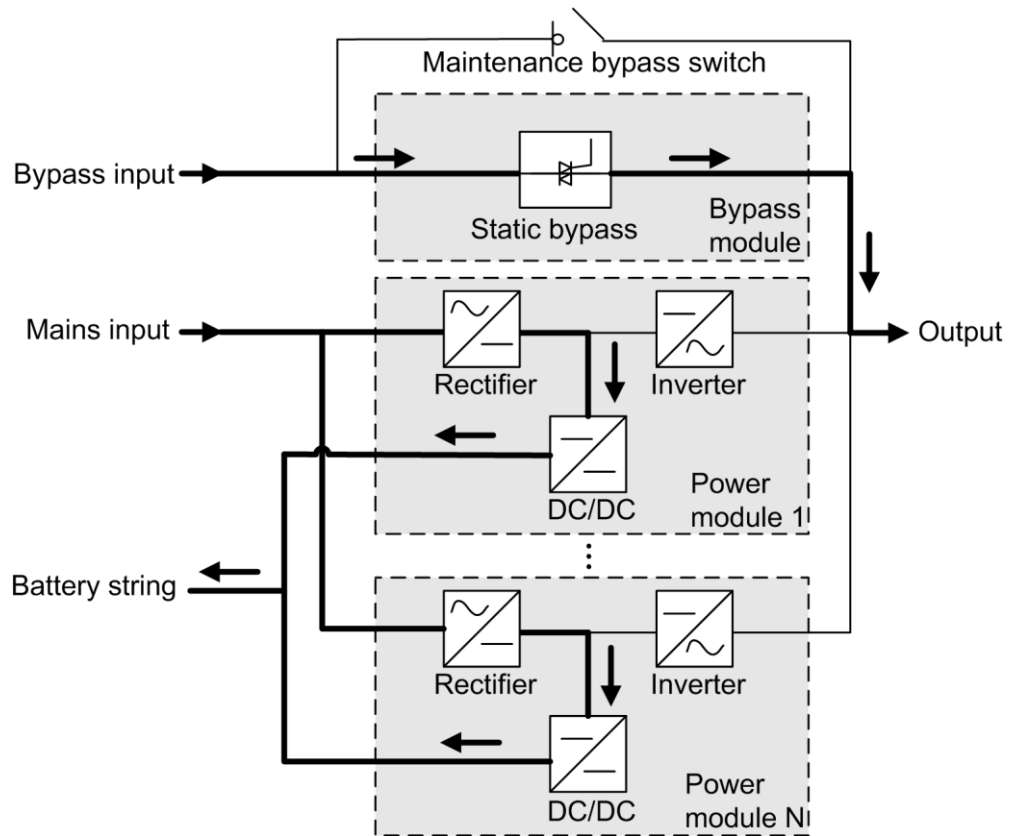 Maintenance bypass switch
Bypass input
Static bypass
Bypass
module
Mains input
Rectifier
Inverter
Output
DC/DC
Power
module 1
Battery string
Rectifier
Inverter
DC/DC
Power
module N